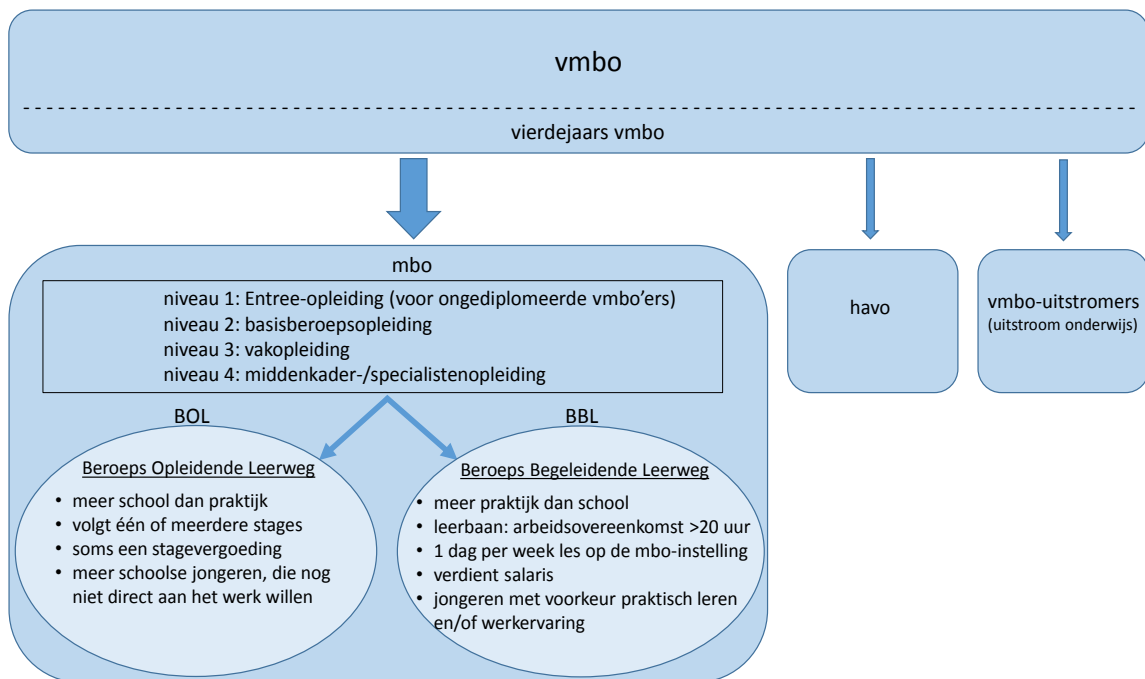 vmbo
vierdejaars vmbo
mbo
niveau 1: Entree-opleiding (voor ongediplomeerde vmbo'ers)
niveau 2: basisberoepsopleiding
niveau 3: vakopleiding
niveau 4: middenkader-/specialistenopleiding
BOL
Beroeps Opleidende Leerweg
• meer school dan praktijk
• volgt één of meerdere stages
• soms een stagevergoeding
• meer schoolse jongeren, die nog
niet direct aan het werk willen
BBL
Beroeps Begeleidende Leerweg
• meer praktijk dan school
• leerbaan: arbeidsovereenkomst >20 uur
• 1 dag per week les op de mbo-instelling
• verdient salaris
• jongeren met voorkeur praktisch leren
en/of werkervaring
havo
vmbo-uitstromers
(uitstroom onderwijs)